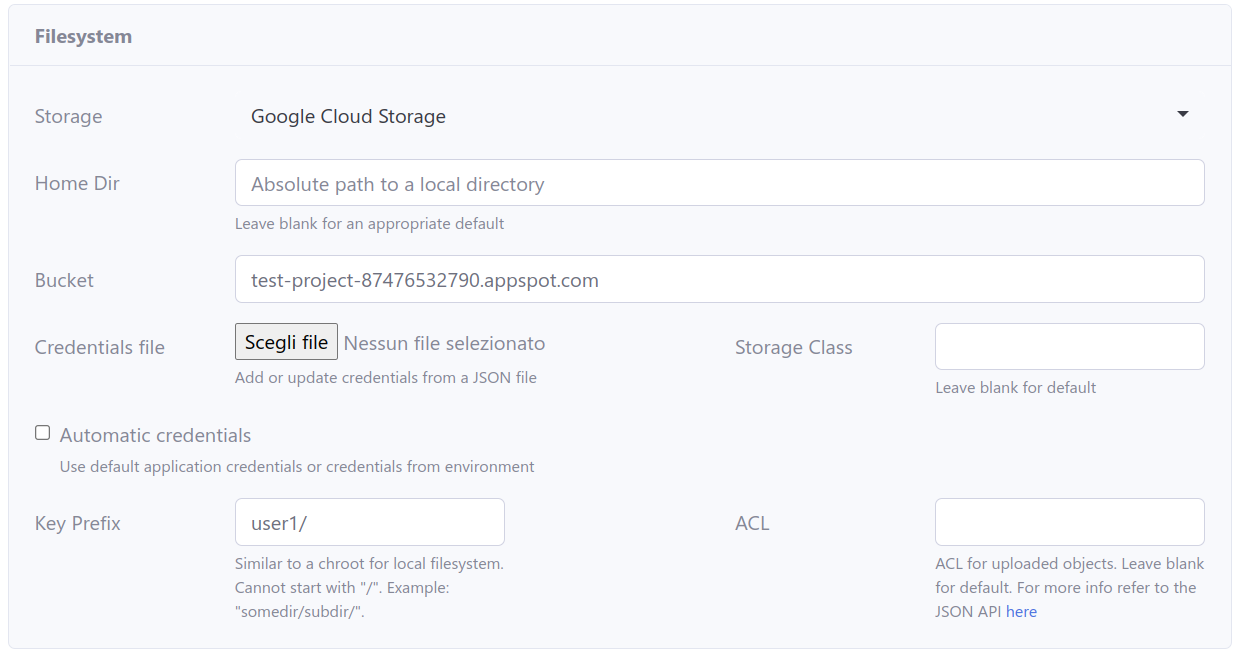 Filesystem
Storage
Google Cloud Storage
Home Dir
Absolute path to a local directory
Leave blank for an appropriate default
Bucket
test-project-87476532790.appspot.com
Credentials file
Scegli file Nessun file selezionato
Add or update credentials from a JSON file
Storage Class
Leave blank for default
Automatic credentials
Use default application credentials or credentials from environment
Key Prefix
user1/
Similar to a chroot for local filesystem.
Cannot start with "/". Example:
"somedir/subdir/".
ACL
ACL for uploaded objects. Leave blank
for default. For more info refer to the
JSON API here